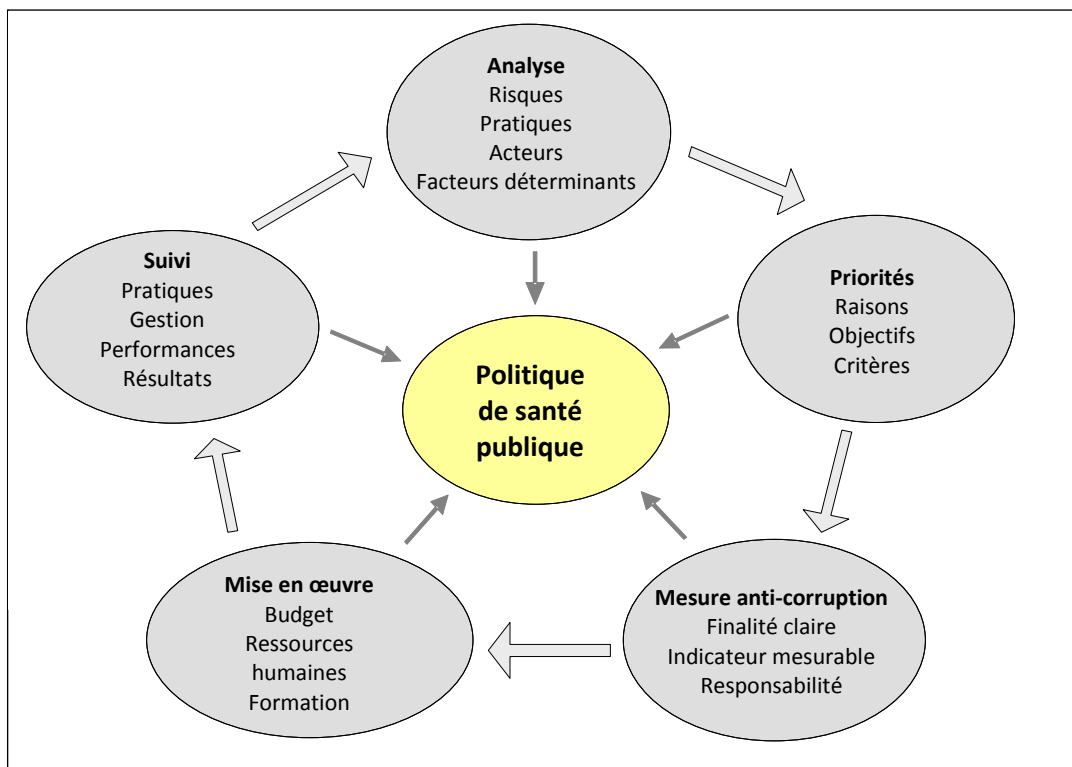 Analyse
Risques
Pratiques
Acteurs
Facteurs déterminants
Priorités
Raisons
Objectifs
Critères
Mesure anti-corruption
Finalité claire
Indicateur mesurable
Responsabilité
Mise en œuvre
Budget
Ressources
humaines
Formation
Suivi
Pratiques
Gestion
Performances
Résultats
Politique
de santé
publique